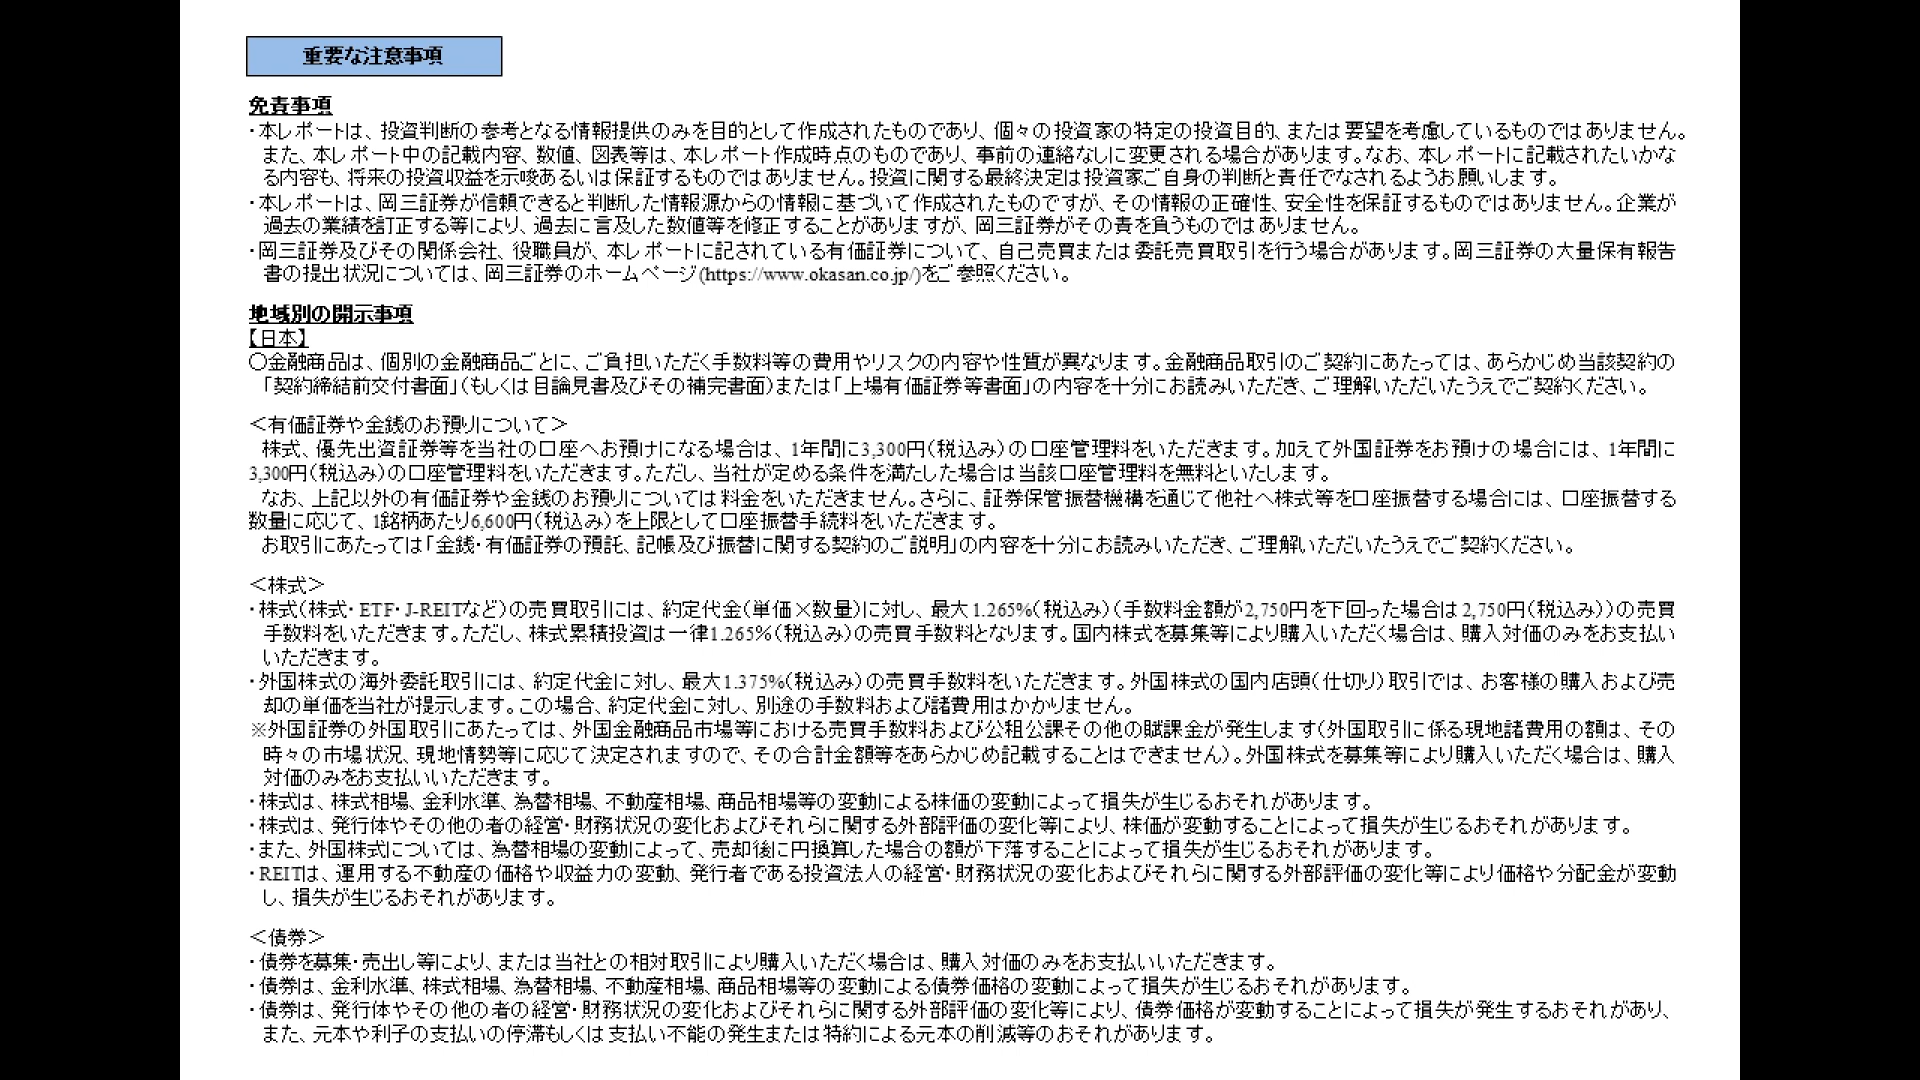 重要な注意事項
免責事項
・本レポートは、投資判断の参考となる情報提供のみを目的として作成されたものであり、個々の投資家の特定の投資目的、または要望を考慮しているものではありません。
また、本レポート中の記載内容、数値、図表等は、本レポート作成時点のものであり、事前の連絡なしに変更される場合があります。なお、本レポートに記載されたいかな
る内容も、将来の投資収益を示唆あるいは保証するものではありません。投資に関する最終決定は投資家ご自身の判断と責任でなされるようお願いします。
・本レポートは、岡三証券が信頼できると判断した情報源からの情報に基づいて作成されたものですが、その情報の正確性、安全性を保証するものではありません。企業が
過去の業績を訂正する等により、過去に言及した数値等を修正することがありますが、岡三証券がその責を負うものではありません。
・岡三証券及びその関係会社、役職員が、本レポートに記されている有価証券について、自己売買または委託売買取引を行う場合があります。岡三証券の大量保有報告
書の提出状況については、岡三証券のホームページ(https://www.okasan.co.jp/)をご参照ください。
地域別の開示事項
【日本】
○金融商品は、個別の金融商品ごとに、ご負担いただく手数料等の費用やリスクの内容や性質が異なります。金融商品取引のご契約にあたっては、あらかじめ当該契約の
「契約締結前交付書面」(もしくは目論見書及びその補完書面)または「上場有価証券等書面」の内容を十分にお読みいただき、ご理解いただいたうえでご契約ください。
＜有価証券や金銭のお預りについて＞
株式、優先出資証券等を当社の口座へお預けになる場合は、1年間に3,300円(税込み)の口座管理料をいただきます。加えて外国証券をお預けの場合には、1年間に
3,300円(税込み)の口座管理料をいただきます。ただし、当社が定める条件を満たした場合は当該口座管理料を無料といたします。
なお、上記以外の有価証券や金銭のお預りについては料金をいただきません。さらに、証券保管振替機構を通じて他社へ株式等を口座振替する場合には、口座振替する
数量に応じて、1銘柄あたり6,600円(税込み)を上限として口座振替手続料をいただきます。
お取引にあたっては「金銭・有価証券の預託、記帳及び振替に関する契約のご説明」の内容を十分にお読みいただき、ご理解いただいたうえでご契約ください。
＜株式＞
・株式(株式・ETF・J-REITなど)の売買取引には、約定代金(単価×数量)に対し、最大1.265%(税込み)(手数料金額が2,750円を下回った場合は2,750円(税込み))の売買
手数料をいただきます。ただし、株式累積投資は一律1.265%(税込み)の売買手数料となります。国内株式を募集等により購入いただく場合は、購入対価のみをお支払い
いただきます。
・外国株式の海外委託取引には、約定代金に対し、最大1.375%(税込み)の売買手数料をいただきます。外国株式の国内店頭(仕切り)取引では、お客様の購入および売
却の単価を当社が提示します。この場合、約定代金に対し、別途の手数料および諸費用はかかりません。
※外国証券の外国取引にあたっては、外国金融商品市場等における売買手数料および公租公課その他の賦課金が発生します(外国取引に係る現地諸費用の額は、その
時々の市場状況、現地情勢等に応じて決定されますので、その合計金額等をあらかじめ記載することはできません)。外国株式を募集等により購入いただく場合は、購入
対価のみをお支払いいただきます。
・株式は、株式相場、金利水準、為替相場、不動産相場、商品相場等の変動による株価の変動によって損失が生じるおそれがあります。
・株式は、発行体やその他の者の経営・財務状況の変化およびそれらに関する外部評価の変化等により、株価が変動することによって損失が生じるおそれがあります。
・また、外国株式については、為替相場の変動によって、売却後に円換算した場合の額が下落することによって損失が生じるおそれがあります。
・REITは、運用する不動産の価格や収益力の変動、発行者である投資法人の経営・財務状況の変化およびそれらに関する外部評価の変化等により価格や分配金が変動
し、損失が生じるおそれがあります。
＜債券＞
・債券を募集・売出し等により、または当社との相対取引により購入いただく場合は、購入対価のみをお支払いいただきます。
・債券は、金利水準、株式相場、為替相場、不動産相場、商品相場等の変動による債券価格の変動によって損失が生じるおそれがあります。
・債券は、発行体やその他の者の経営・財務状況の変化およびそれらに関する外部評価の変化等により、債券価格が変動することによって損失が発生するおそれがあり、
また、元本や利子の支払いの停滞もしくは支払い不能の発生または特約による元本の削減等のおそれがあります。